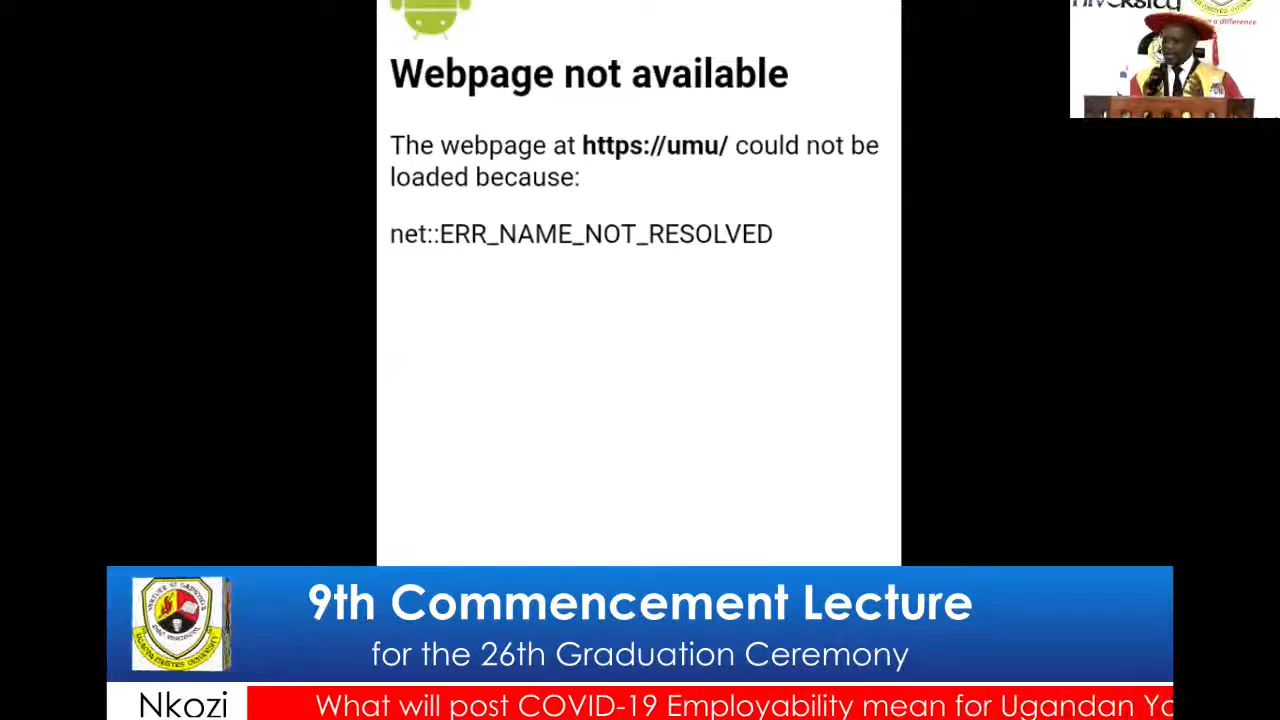 Webpage not available
The webpage at https://umu/ could not be
loaded because:
net::ERR_NAME_NOT_RESOLVED
9th Commencement Lecture
for the 26th Graduation Ceremony
Nkozi
What will post COVID-19 Employability mean for Ugandan